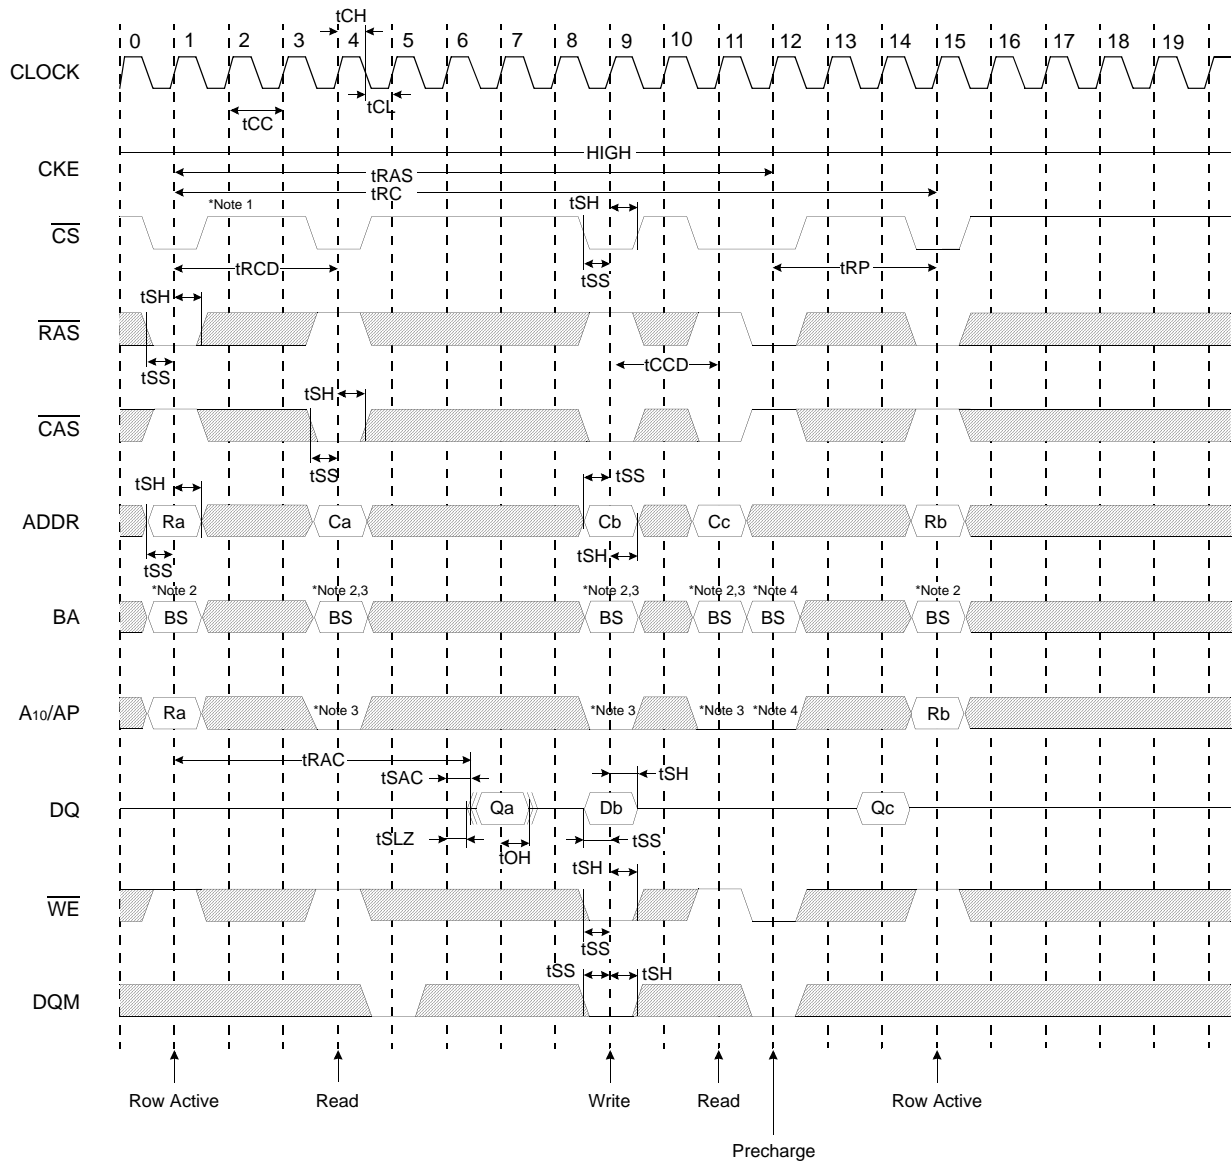 tCH
0 1 2 3 4 5 6 7 8 9 10 11 12 13 14 15 16 17 18 19
CLOCK
tCL
tCC
HIGH
CKE
tRAS
tRC
*Note 1
tSH
CS
tRCD
tRP
tSS
tSH
RAS
tCCD
tSS
tSH
CAS
tSS
tSS
tSH
ADDR Ra Ca Cb Cc Rb
tSH
tSS
*Note 2 *Note 2,3 *Note 2,3 *Note 2,3 *Note 4 *Note 2
BA BS BS BS BS BS BS
A10/AP Ra *Note 3 *Note 3 *Note 3 *Note 4 Rb
tRAC
tSAC tSH
DQ Qa Db Qc
tSLZ tSS
tOH
tSH
WE
tSS
tSS tSH
DQM
Row Active Read Write Read Row Active
Precharge